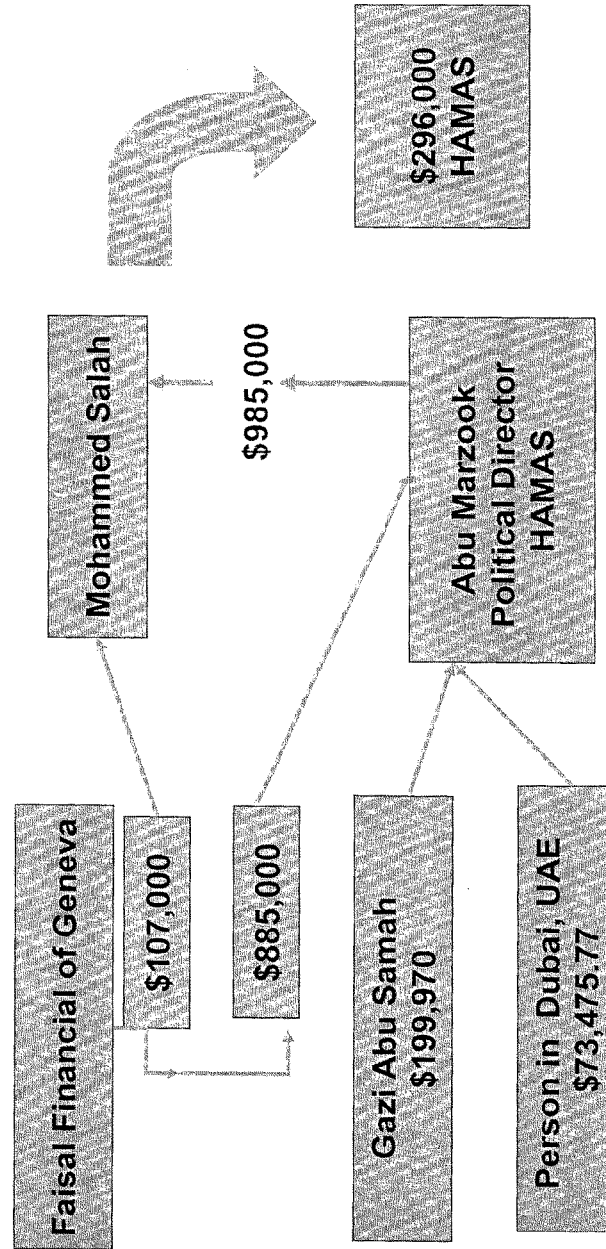 Faisal Financial of Geneva
$107,000
$885,000
Gazi Abu Samah
$199,970
Person in Dubai, UAE
$73,475.77
Mohammed Salah
$985,000
Abu Marzook
Political Director
HAMAS
$296,000
HAMAS